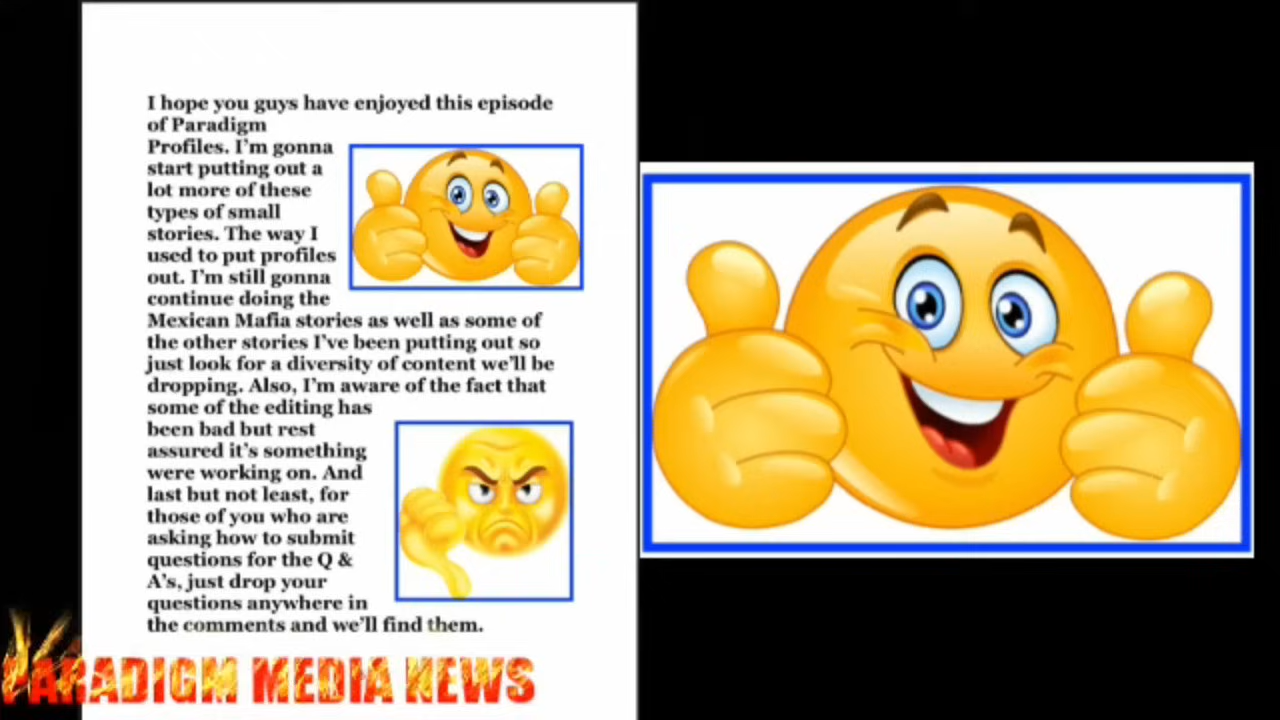 I hope you guys have enjoyed this episode
of Paradigm
Profiles. I'm gonna
start putting out a
lot more of these
types of small
stories. The way I
used to put profiles
out. I'm still gonna
continue doing the
Mexican Mafia stories as well as some of
the other stories I've been putting out so
just look for a diversity of content we'll be
dropping. Also, I'm aware of the fact that
some of the editing has
been bad but rest
assured it's something
were working on. And
last but not least, for
those of you who are
asking how to submit
questions for the Q &
A's, just drop your
questions anywhere in
the comments and we'll find them.
PARADIGM MEDIA NEWS